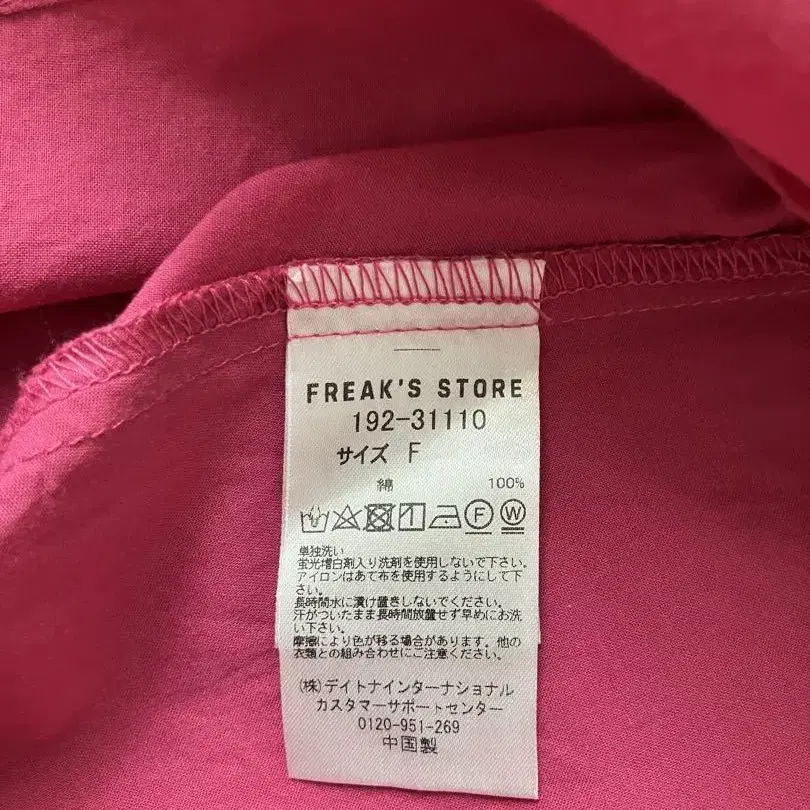 FREAK'S STORE
192-31110
サイズ F
綿 100%
F W
単独洗い
蛍光増白剤入り洗剤を使用しないで下さい。
アイロンはあて布を使用するようにして下
さい。
長時間水に漬け置きしないでください。
汗がついたまま長時間放置せず早めにお洗
い下さい。
摩擦により色が移る場合があります。他の
衣類との組み合わせにご注意ください。
(株)デイトナインターナショナル
カスタマーサポートセンター
0120-951-269
中国製